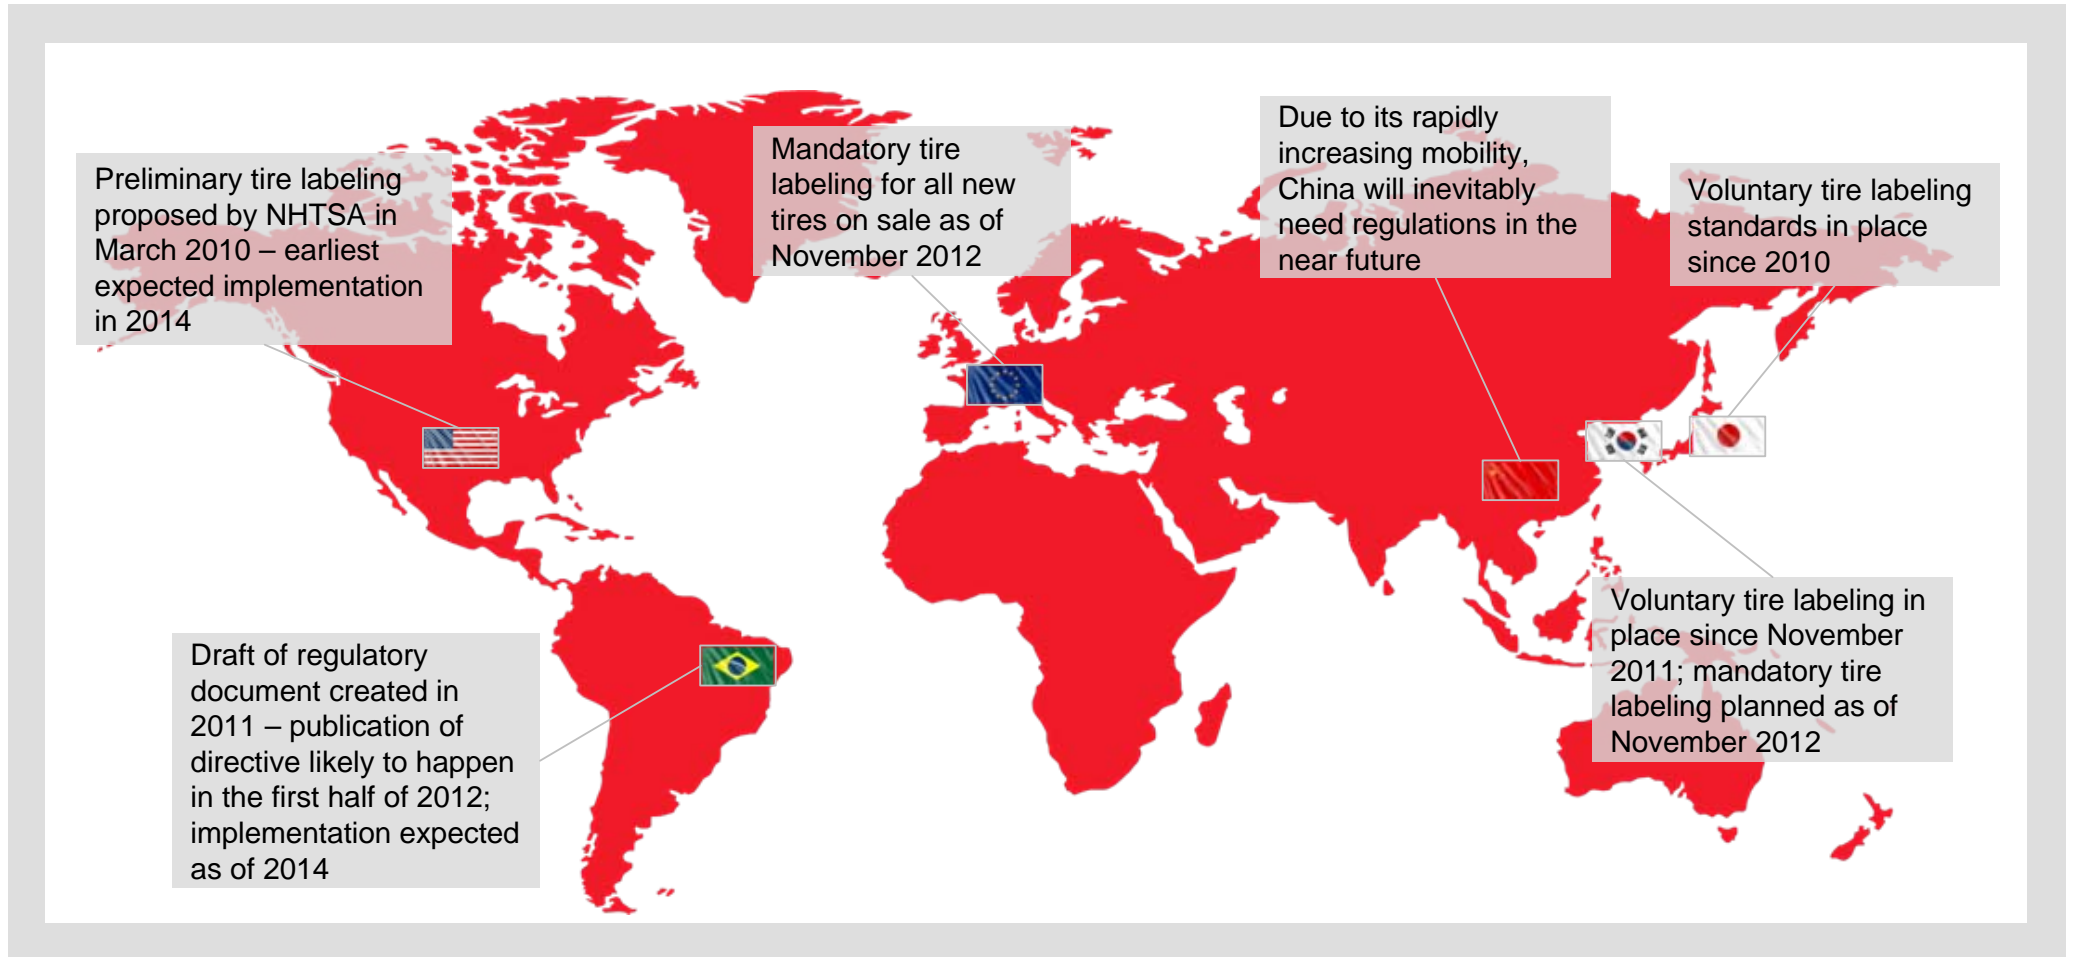 Preliminary tire labeling
proposed by NHTSA in
March 2010 – earliest
expected implementation
in 2014
Mandatory tire
labeling for all new
tires on sale as of
November 2012
Due to its rapidly
increasing mobility,
China will inevitably
need regulations in the
near future
Voluntary tire labeling
standards in place
since 2010
Draft of regulatory
document created in
2011 – publication of
directive likely to happen
in the first half of 2012;
implementation expected
as of 2014
Voluntary tire labeling in
place since November
2011; mandatory tire
labeling planned as of
November 2012